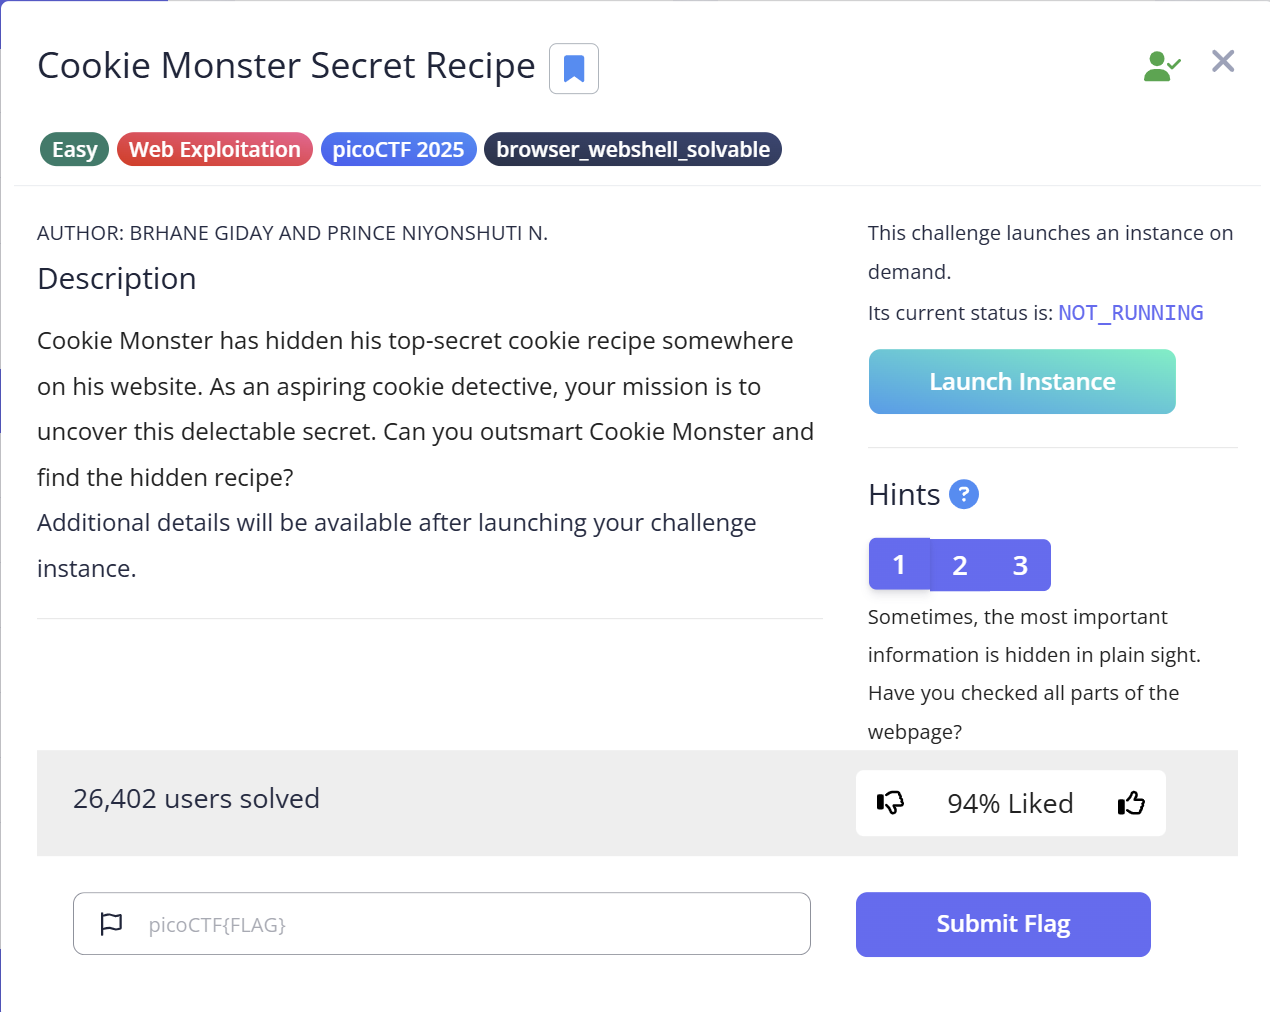 Cookie Monster Secret Recipe
Easy Web Exploitation picoCTF 2025 browser_webshell_solvable
AUTHOR: BRHANE GIDAY AND PRINCE NIYONSHUTI N.
Description
Cookie Monster has hidden his top-secret cookie recipe somewhere
on his website. As an aspiring cookie detective, your mission is to
uncover this delectable secret. Can you outsmart Cookie Monster and
find the hidden recipe?
Additional details will be available after launching your challenge
instance.
This challenge launches an instance on
demand.
Its current status is: NOT_RUNNING
Launch Instance
Hints ?
1 2 3
Sometimes, the most important
information is hidden in plain sight.
Have you checked all parts of the
webpage?
26,402 users solved
94% Liked
picoCTF{FLAG}
Submit Flag